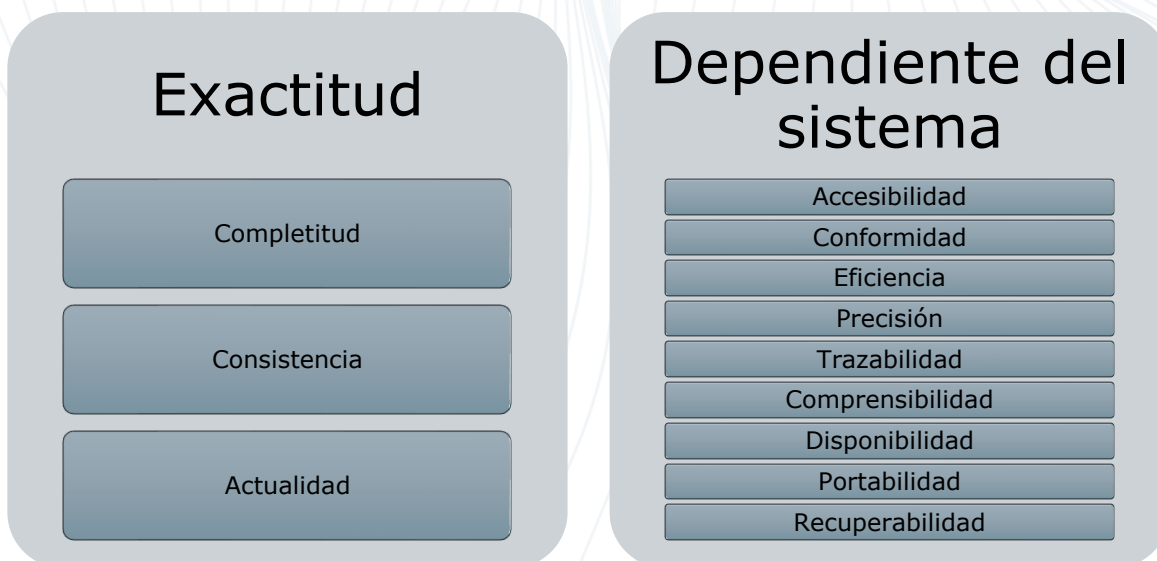 Exactitud
Completitud
Consistencia
Actualidad
Dependiente del
sistema
Accesibilidad
Conformidad
Eficiencia
Precisión
Trazabilidad
Comprensibilidad
Disponibilidad
Portabilidad
Recuperabilidad